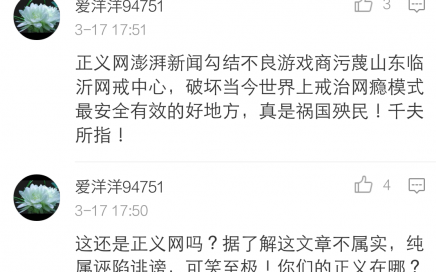 爱洋洋94751
3
3-17 17:51
正义网澎湃新闻勾结不良游戏商污蔑山东临
沂网戒中心，破坏当今世界上戒治网瘾模式
最安全有效的好地方，真是祸国殃民！千夫
所指！
爱洋洋94751
4
3-17 17:50
这还是正义网吗？据了解这文章不属实，纯
属诬陷诽谤，可笑至极！你们的正义在哪？